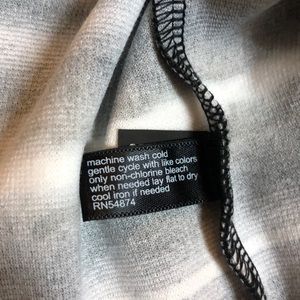 machine wash cold
gentle cycle with like colors
only non-chlorine bleach
when needed lay flat to dry
cool iron if needed
RN54874